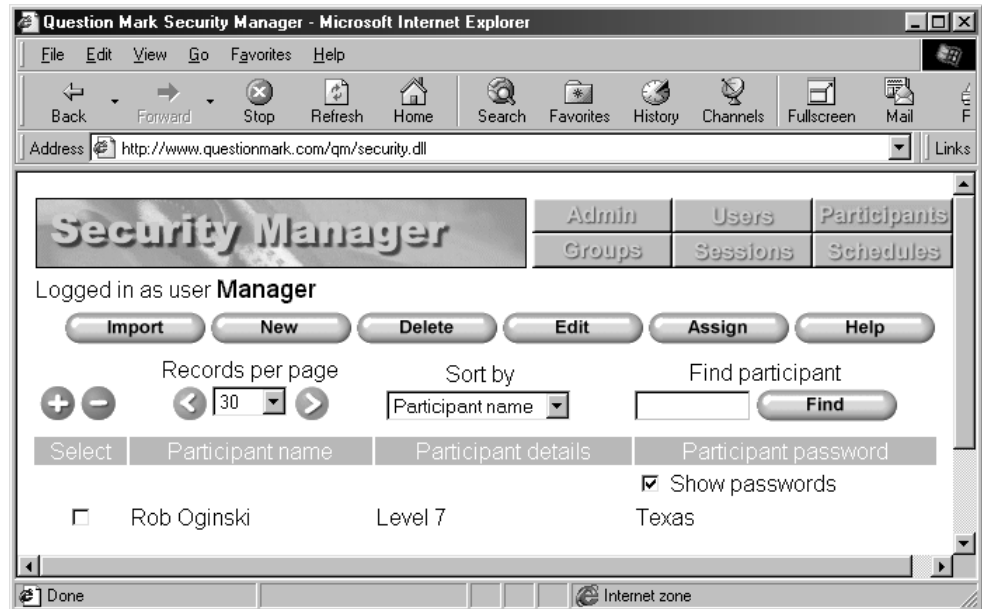 Question Mark Security Manager - Microsoft Internet Explorer
File Edit View Go Favorites Help
Back Forward Stop Refresh Home Search Favorites History Channels Fullscreen Mail F
Address http://www.questionmark.com/qm/security.dll Links
Security Manager
Admin Users Participants
Groups Sessions Schedules
Logged in as user Manager
Import New Delete Edit Assign Help
Records per page Sort by Find participant
30 Participant name Find
Select Participant name Participant details Participant password
Show passwords
Rob Oginski Level 7 Texas
Done Internet zone